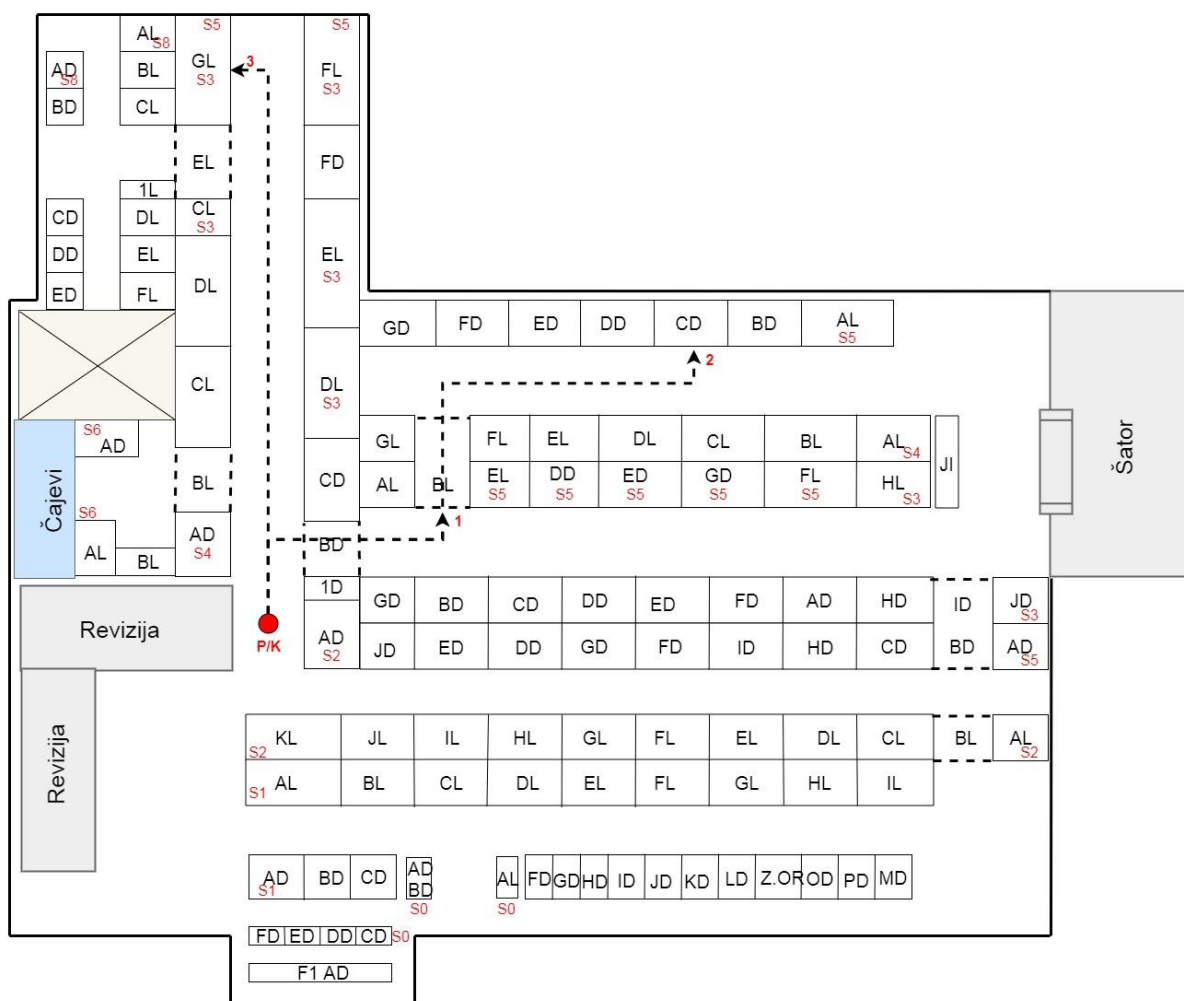 AL S8 S5 S5
AD S8 BL GL S3 3 FL S3
BD CL
EL FD
1L
CD DL CL S3
DD EL DL EL S3
ED FL
GD FD ED DD CD BD AL S5
2
CL DL S3
S6 AD GL FL EL DL CL BL AL S4
Čajevi BL CD AL BL EL S5 DD S5 ED S5 GD S5 FL S5 HL S3 JI Šator
S6 1
AL BL AD S4 BD
1D GD BD CD DD ED FD AD HD ID JD S3
Revizija P/K AD S2 JD ED DD GD FD ID HD CD BD AD S5
Revizija
S2 KL JL IL HL GL FL EL DL CL BL AL S2
S1 AL BL CL DL EL FL GL HL IL
AD S1 BD CD AD BD S0 AL S0 FD GD HD ID JD KD LD Z.OR OD PD MD
FD ED DD CD S0
F1 AD